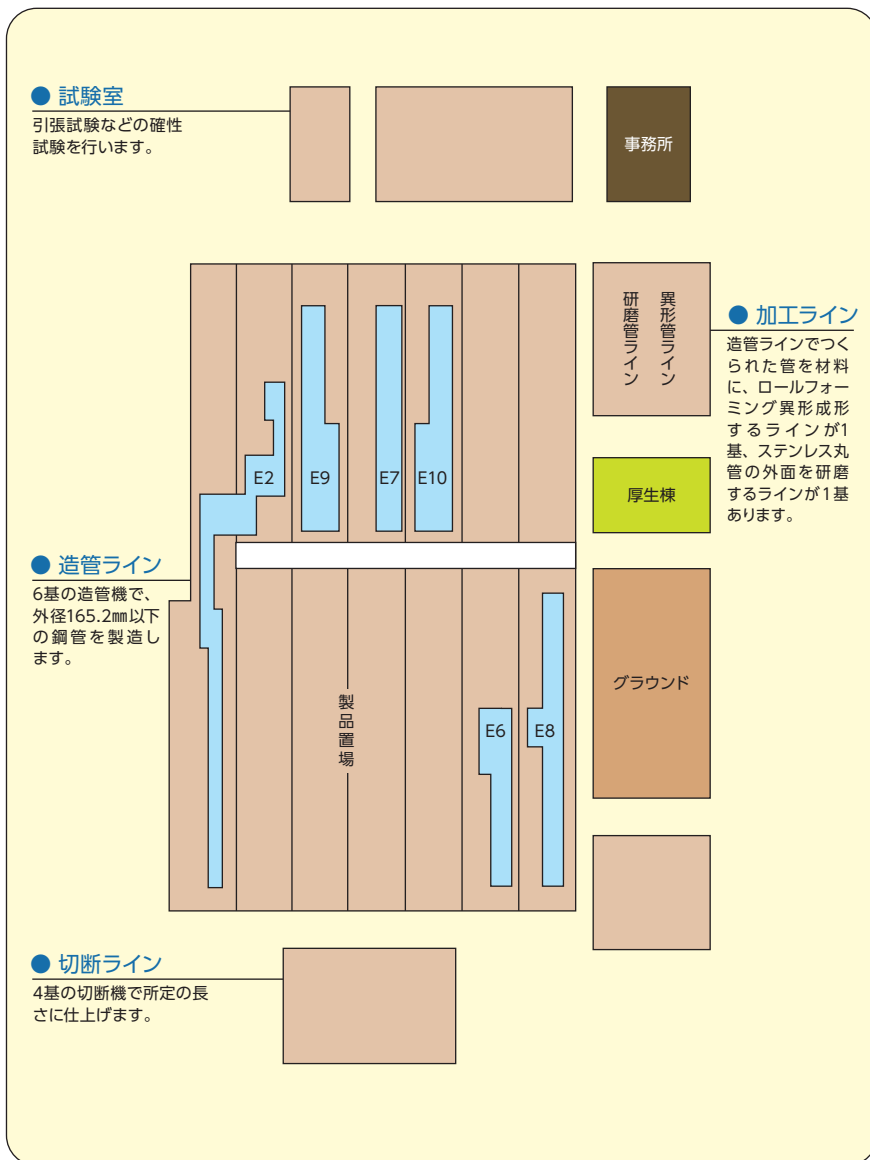 ● 試験室
引張試験などの確性
試験を行います。
事務所
異形管ライン
研磨管ライン
● 加工ライン
造管ラインでつく
られた管を材料
に、ロールフォー
ミング異形成形
するラインが1
基、ステンレス丸
管の外面を研磨
するラインが1基
あります。
E2
E9
E7
E10
厚生棟
● 造管ライン
6基の造管機で、
外径165.2㎜以下
の鋼管を製造し
ます。
グラウンド
製品置場
E6
E8
● 切断ライン
4基の切断機で所定の長
さに仕上げます。